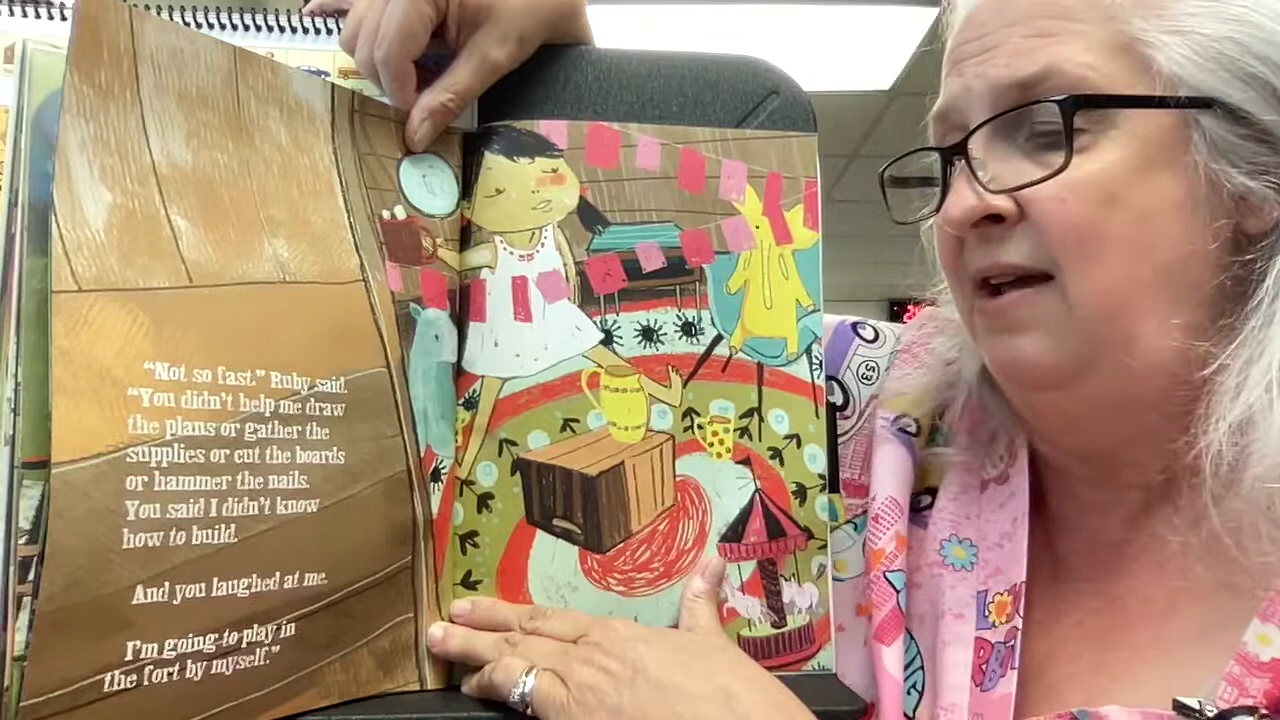 “Not so fast.” Ruby said.
“You didn’t help me draw
the plans or gather the
supplies or cut the boards
or hammer the nails.
You said I didn’t know
how to build.
And you laughed at me.
I’m going to play in
the fort by myself.”
53